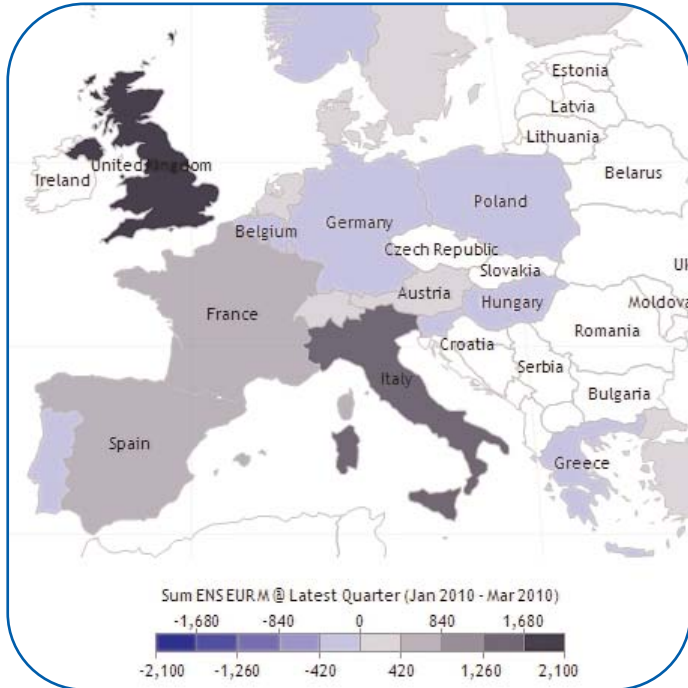 Estonia
Latvia
Lithuania
United Kingdom
Ireland
Belarus
Poland
Germany
Belgium
Czech Republic
Uk
Slovakia
Austria
Hungary
Moldova
France
Romania
Croatia
Serbia
Italy
Bulgaria
Spain
Greece
Sum ENS EUR M @ Latest Quarter (Jan 2010 - Mar 2010)
-1,680 -840 0 840 1,680
-2,100 -1,260 -420 420 1,260 2,100